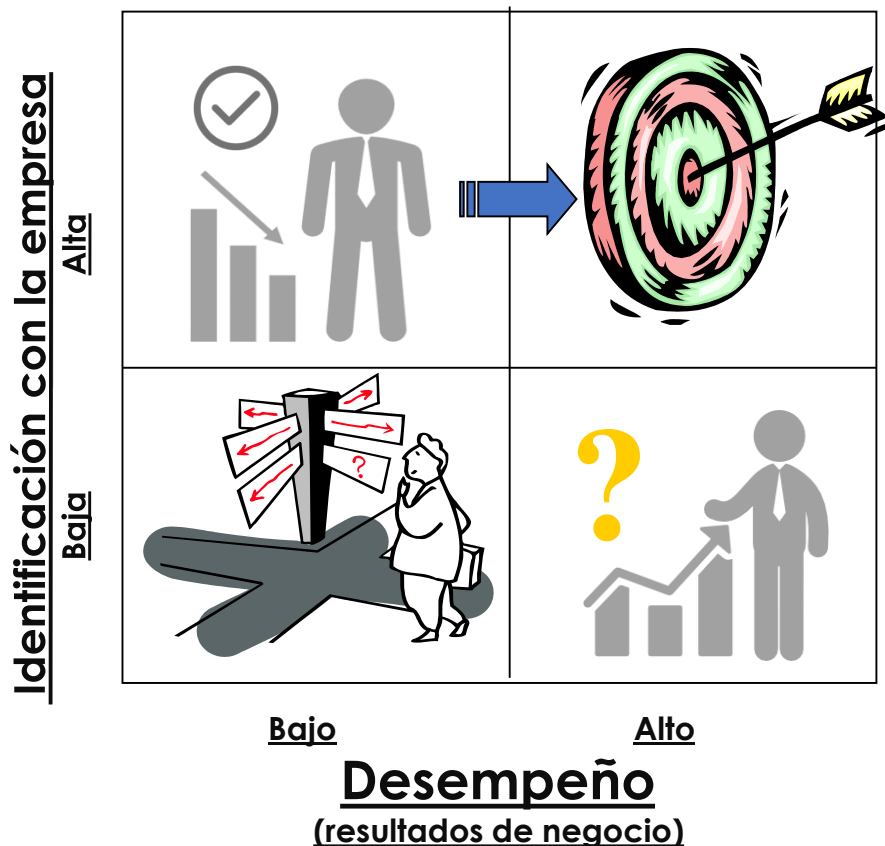 Identificación con la empresa
Alta
Baja
?
?
Bajo
Alto
Desempeño
(resultados de negocio)